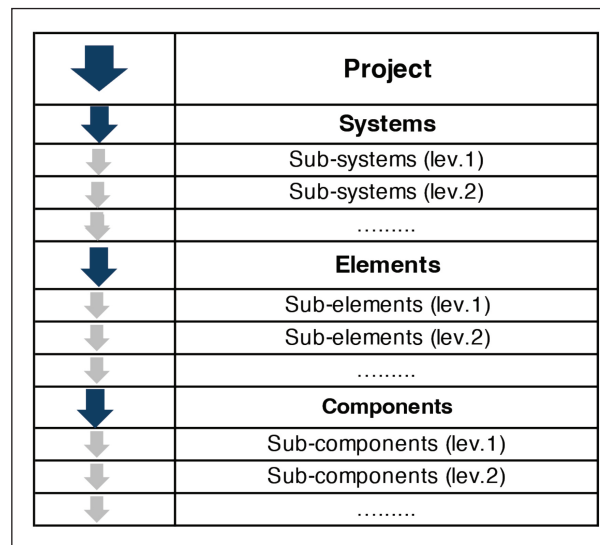 Project
Systems
Sub-systems (lev.1)
Sub-systems (lev.2)
.........
Elements
Sub-elements (lev.1)
Sub-elements (lev.2)
.........
Components
Sub-components (lev.1)
Sub-components (lev.2)
.........